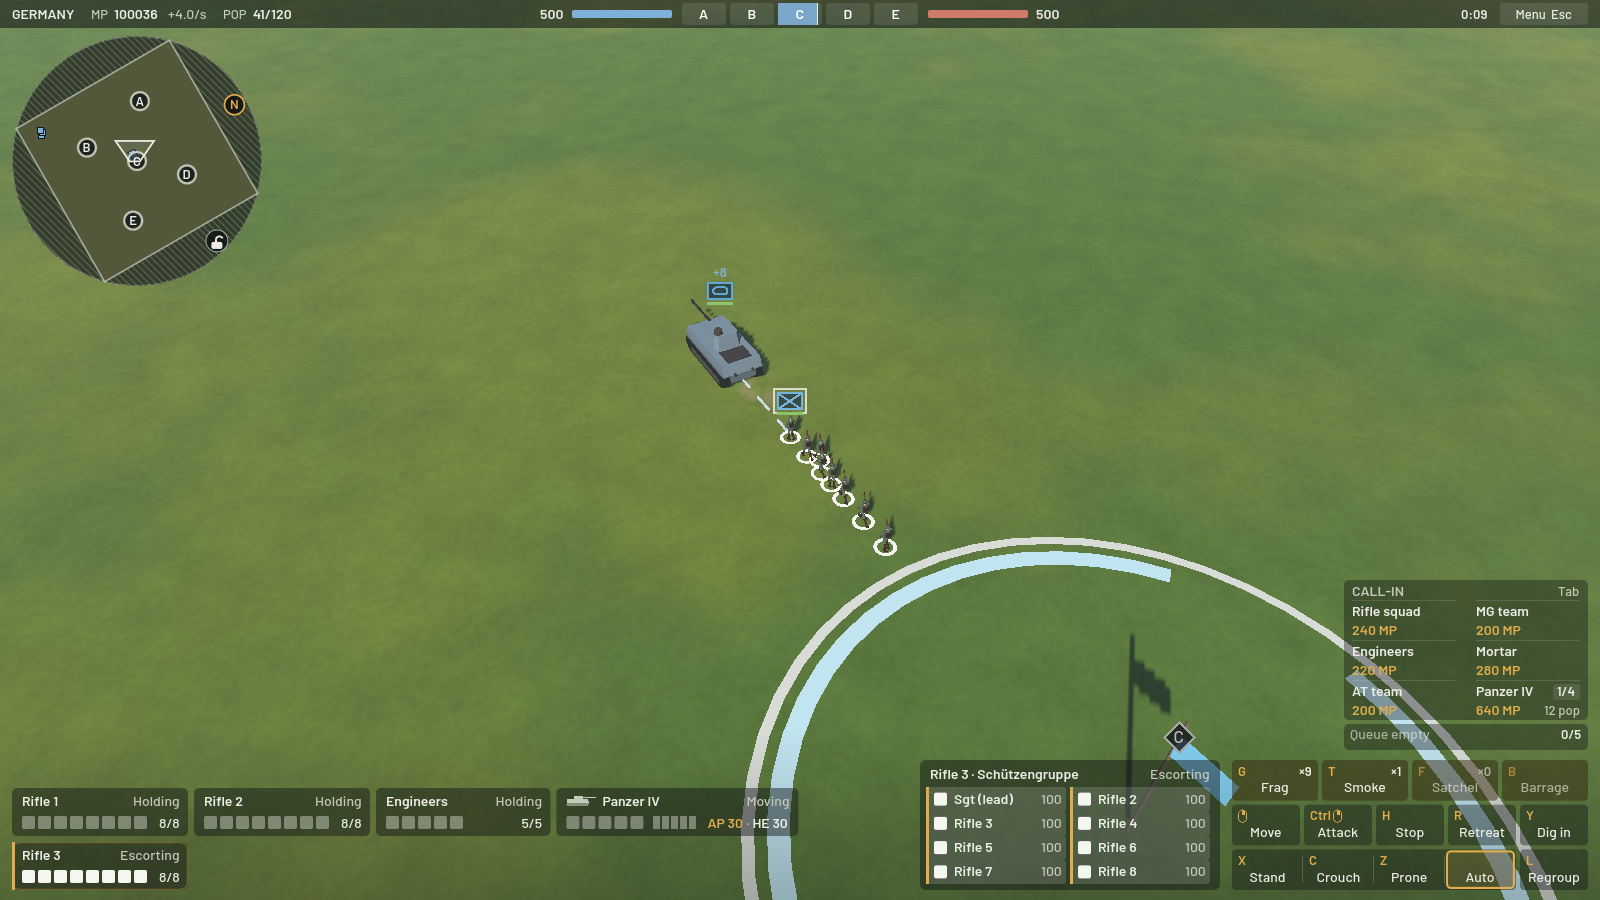 GERMANY MP 100036 +4.0/s POP 41/120
500 A B C D E 500
0:09 Menu Esc
A
N
B
C
D
E
+8
C
CALL-IN Tab
Rifle squad 240 MP
MG team 200 MP
Engineers 220 MP
Mortar 280 MP
AT team 200 MP
Panzer IV 1/4 640 MP 12 pop
Queue empty 0/5
Rifle 1 Holding 8/8
Rifle 2 Holding 8/8
Engineers Holding 5/5
Panzer IV Moving AP 30 · HE 30
Rifle 3 Escorting 8/8
Rifle 3 · Schützengruppe Escorting
Sgt (lead) 100 Rifle 2 100
Rifle 3 100 Rifle 4 100
Rifle 5 100 Rifle 6 100
Rifle 7 100 Rifle 8 100
G ×9 Frag
T ×1 Smoke
F ×0 Satchel
B Barrage
Move
Ctrl Attack
H Stop
R Retreat
Y Dig in
X Stand
C Crouch
Z Prone
Auto
L Regroup